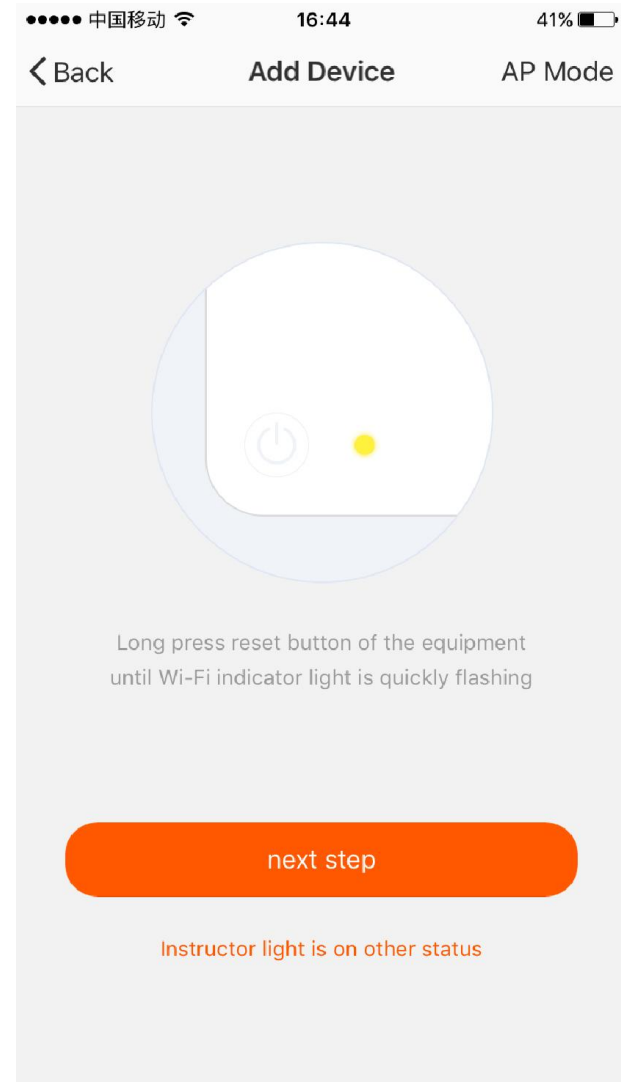 中国移动 16:44 41%
Back Add Device AP Mode
Long press reset button of the equipment
until Wi-Fi indicator light is quickly flashing
next step
Instructor light is on other status